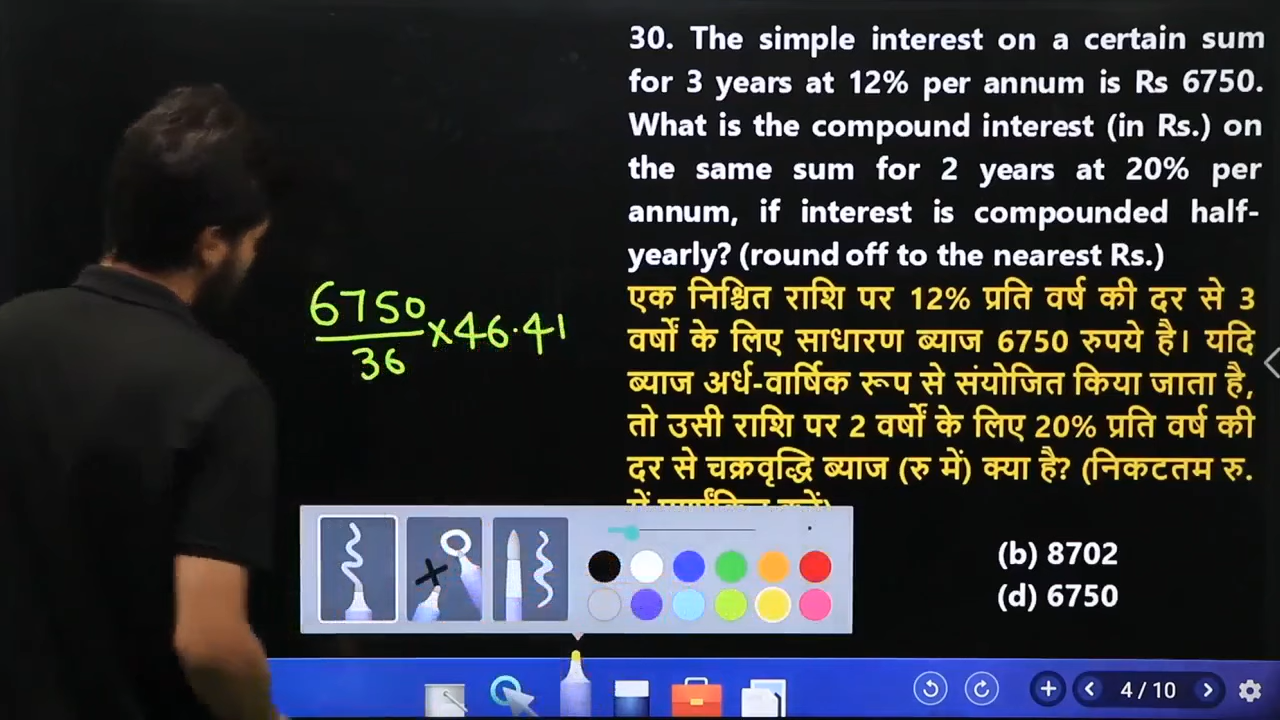 30. The simple interest on a certain sum
for 3 years at 12% per annum is Rs 6750.
What is the compound interest (in Rs.) on
the same sum for 2 years at 20% per
annum, if interest is compounded half-
yearly? (round off to the nearest Rs.)
एक निश्चित राशि पर 12% प्रति वर्ष की दर से 3
वर्षों के लिए साधारण ब्याज 6750 रुपये है। यदि
ब्याज अर्ध-वार्षिक रूप से संयोजित किया जाता है,
तो उसी राशि पर 2 वर्षों के लिए 20% प्रति वर्ष की
दर से चक्रवृद्धि ब्याज (रु में) क्या है? (निकटतम रु.
(b) 8702
(d) 6750
6750
36
×46.41
4 / 10